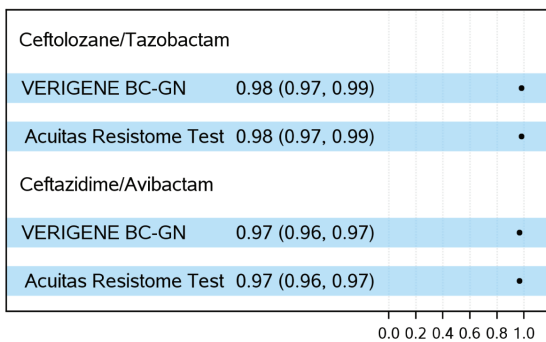 Ceftolozane/Tazobactam
VERIGENE BC-GN 0.98 (0.97, 0.99)
Acuitas Resistome Test 0.98 (0.97, 0.99)
Ceftazidime/Avibactam
VERIGENE BC-GN 0.97 (0.96, 0.97)
Acuitas Resistome Test 0.97 (0.96, 0.97)
0.0 0.2 0.4 0.6 0.8 1.0